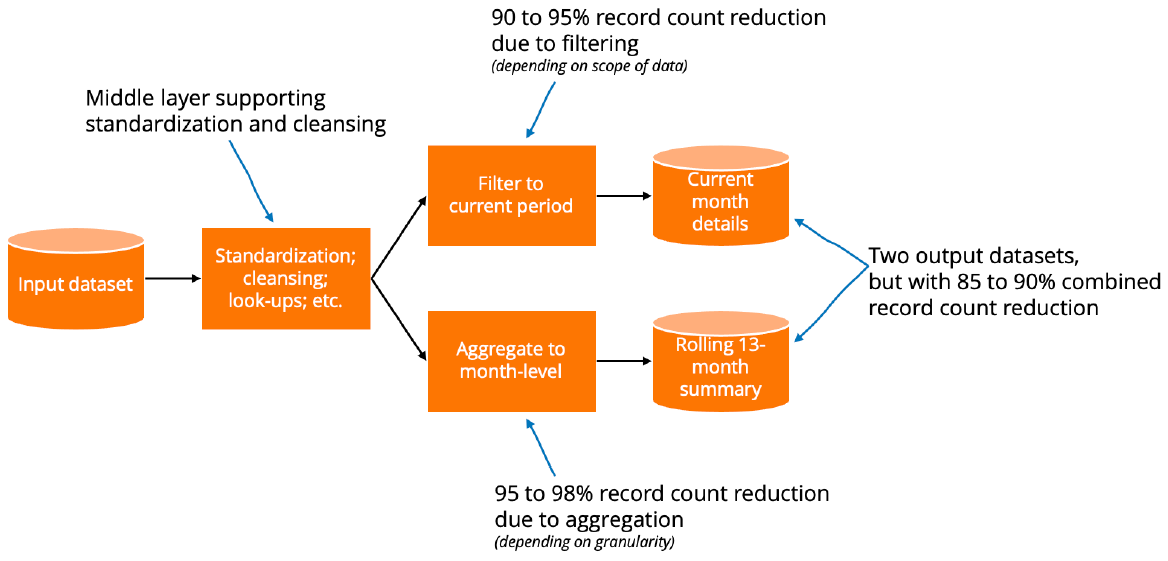 90 to 95% record count reduction
due to filtering
(depending on scope of data)
Middle layer supporting
standardization and cleansing
Filter to
current period
Current
month
details
Input dataset
Standardization;
cleansing;
look-ups; etc.
Two output datasets,
but with 85 to 90% combined
record count reduction
Aggregate to
month-level
Rolling 13-
month
summary
95 to 98% record count reduction
due to aggregation
(depending on granularity)